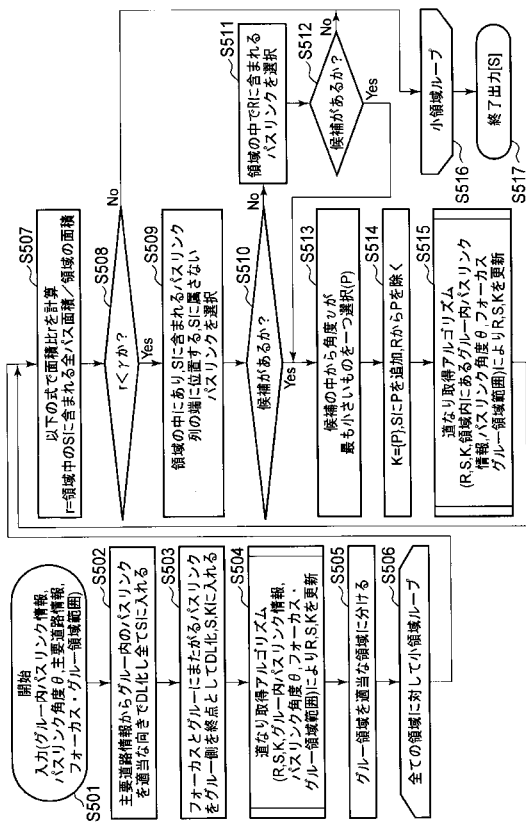 開始
入力(グルー内パスリンク情報,
パスリンク角度θ,主要道路情報,
フォーカス・グルー領域範囲)
S501
S502
主要道路情報からグルー内のパスリンク
を適当な向きでDL化し全てSに入れる
S503
フォーカスとグルーにまたがるパスリンク
をグルー側を終点としてDL化,S,Kに入れる
S504
道なり取得アルゴリズム
(R,S,K,グルー内パスリンク情報,
パスリンク角度θ,フォーカス・
グルー領域範囲)によりR,S,Kを更新
S505
グルー領域を適当な領域に分ける
S506
全ての領域に対して小領域ループ
S507
以下の式で面積比rを計算
r=領域中のSに含まれる全パス面積/領域の面積
S508
r<γか?
No
Yes
S509
領域の中にあり,Sに含まれるパスリンク
列の端に位置する,Sに属さない
パスリンクを選択
S510
候補があるか?
No
Yes
S511
領域の中でRに含まれる
パスリンクを選択
S512
候補があるか?
No
Yes
S513
候補の中から角度υが
最も小さいものを一つ選択(P)
S514
K={P},SにPを追加,RからPを除く
S515
道なり取得アルゴリズム
(R,S,K,領域内にあるグルー内パスリンク
情報,パスリンク角度θ,フォーカス
グルー領域範囲)によりR,S,Kを更新
小領域ループ
S516
終了出力[S]
S517